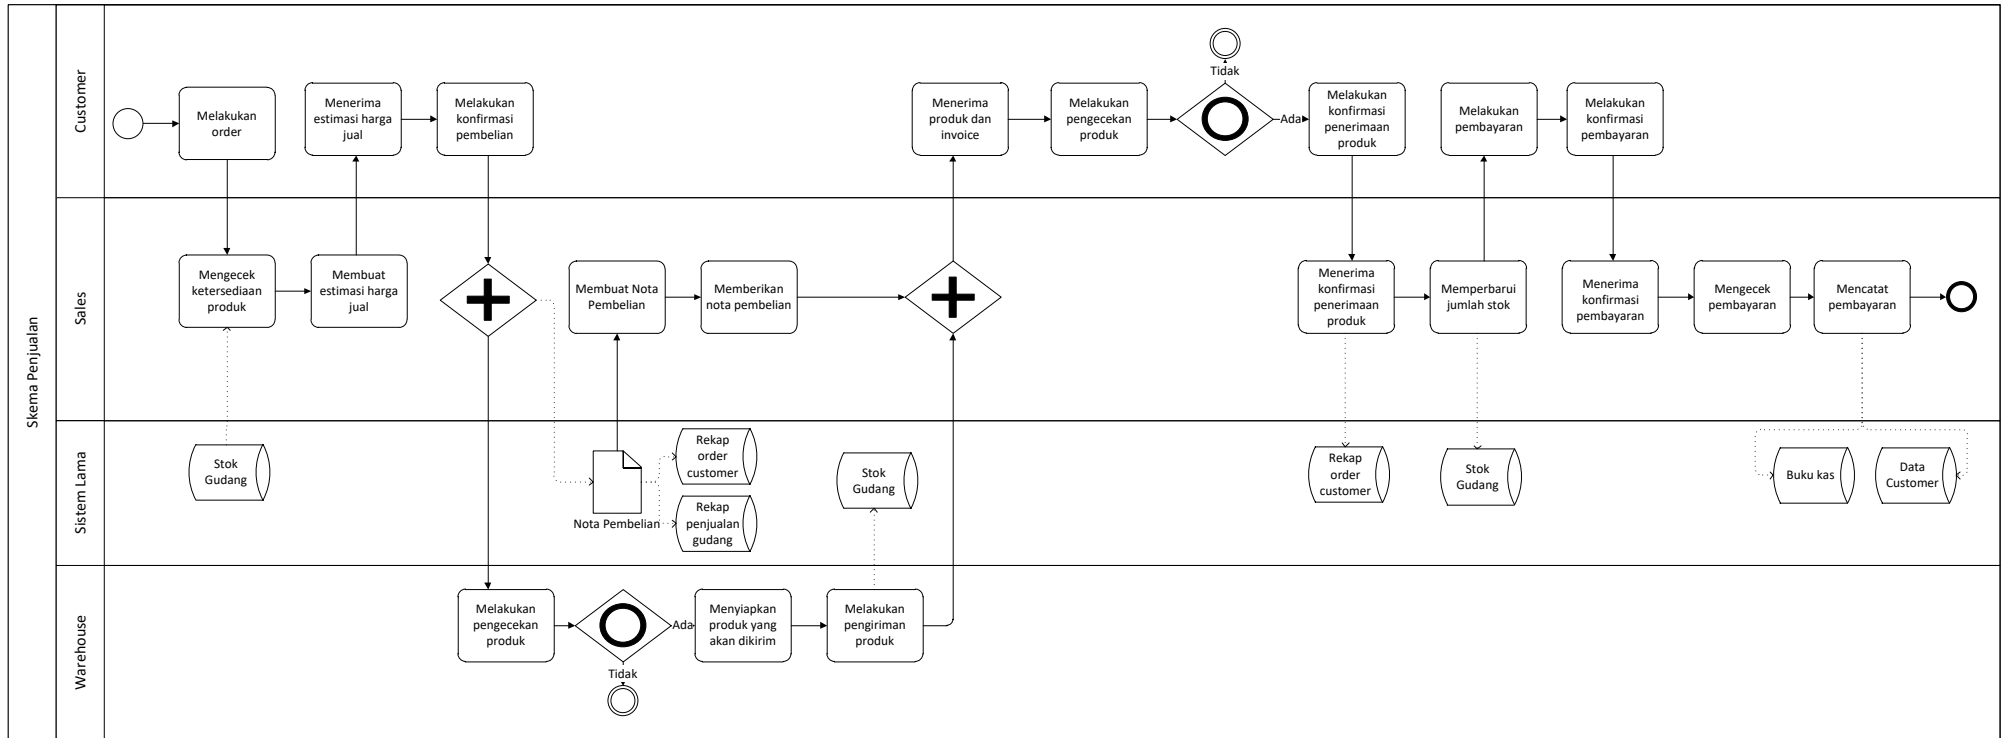 Skema Penjualan
Customer
Melakukan
order
Menerima
estimasi harga
jual
Melakukan
konfirmasi
pembelian
Menerima
produk dan
invoice
Melakukan
pengecekan
produk
Tidak
Ada
Melakukan
konfirmasi
penerimaan
produk
Melakukan
pembayaran
Melakukan
konfirmasi
pembayaran
Sales
Mengecek
ketersediaan
produk
Membuat
estimasi harga
jual
Membuat Nota
Pembelian
Memberikan
nota pembelian
Menerima
konfirmasi
penerimaan
produk
Memperbarui
jumlah stok
Menerima
konfirmasi
pembayaran
Mengecek
pembayaran
Mencatat
pembayaran
Sistem Lama
Stok
Gudang
Nota Pembelian
Rekap
order
customer
Rekap
penjualan
gudang
Stok
Gudang
Rekap
order
customer
Stok
Gudang
Buku kas
Data
Customer
Warehouse
Melakukan
pengecekan
produk
Ada
Tidak
Menyiapkan
produk yang
akan dikirim
Melakukan
pengiriman
produk